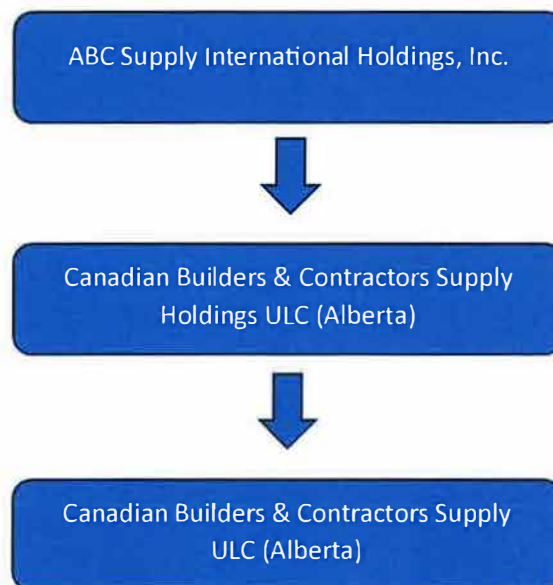 ABC Supply International Holdings, Inc.
Canadian Builders & Contractors Supply
Holdings ULC (Alberta)
Canadian Builders & Contractors Supply
ULC (Alberta)